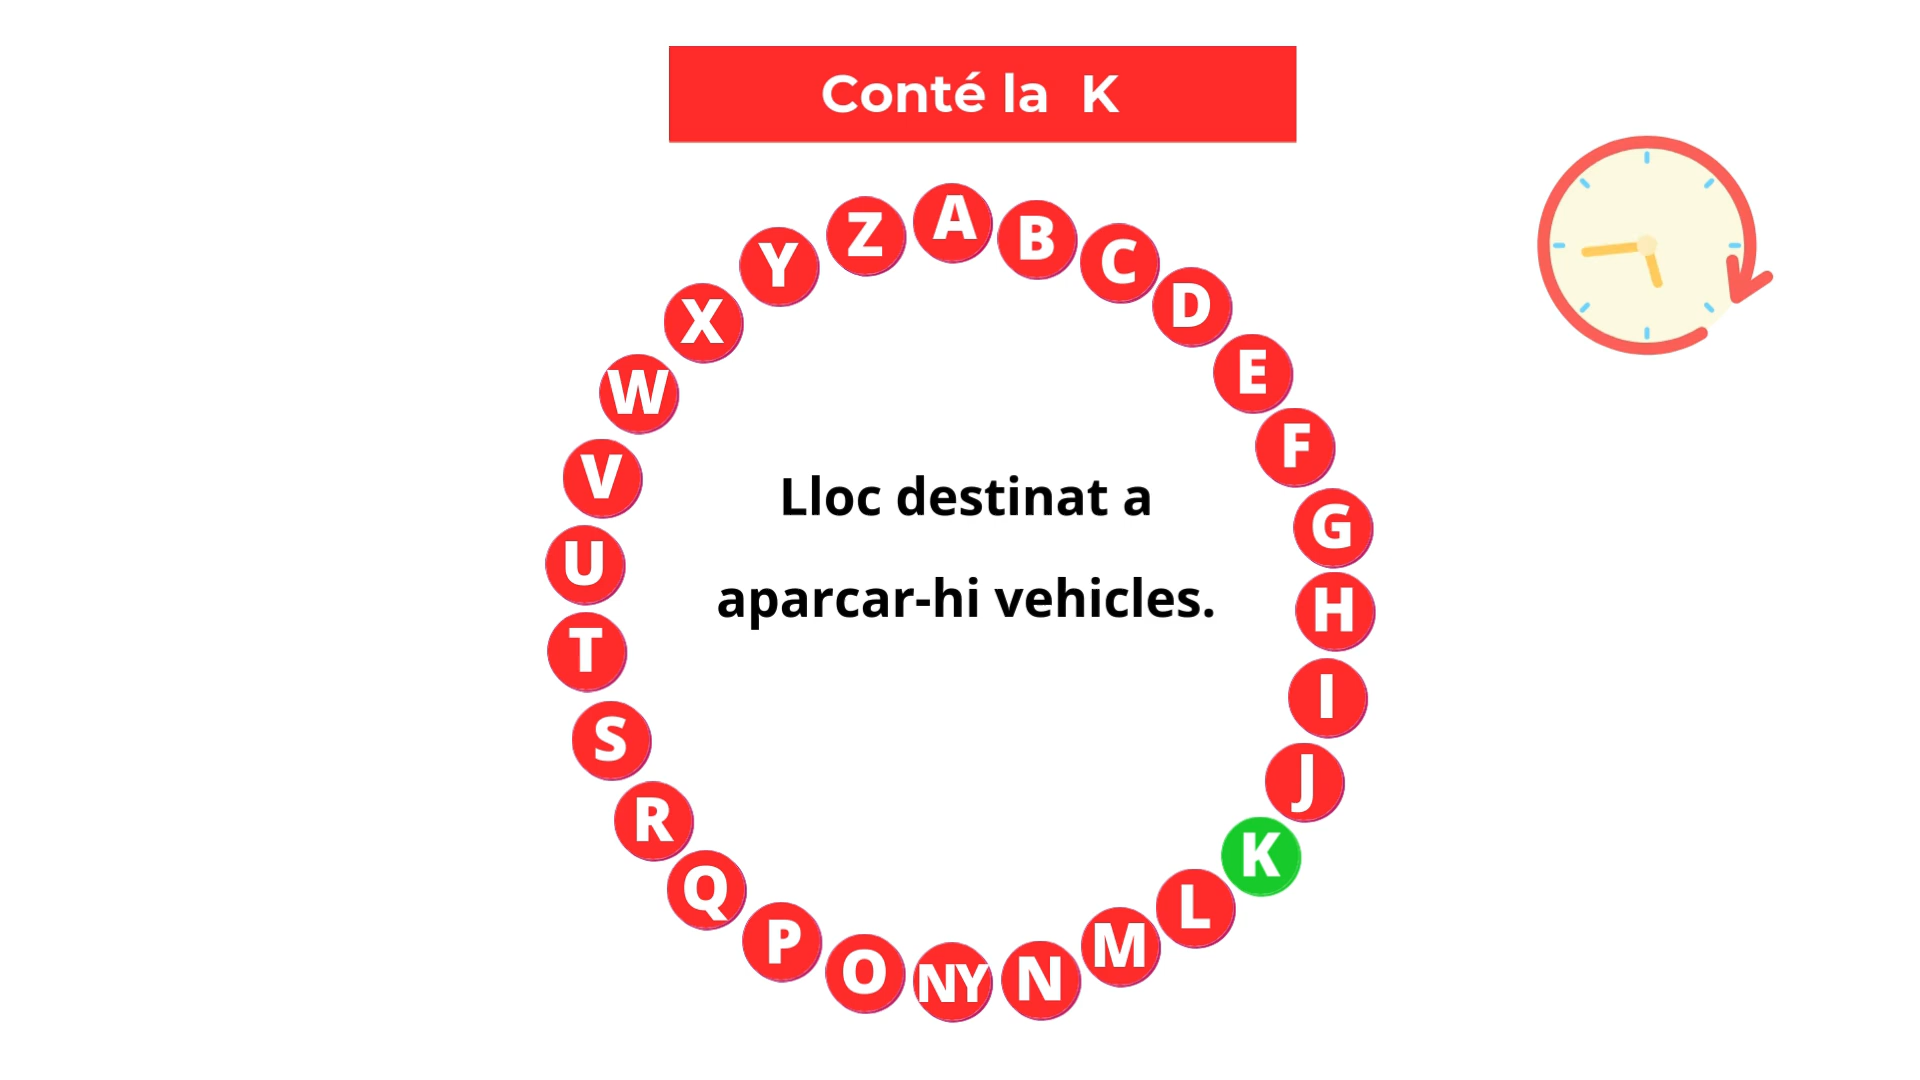 Conté la K
A
B
C
D
E
F
G
H
I
J
K
L
M
N
NY
O
P
Q
R
S
T
U
V
W
X
Y
Z
Lloc destinat a
aparcar-hi vehicles.